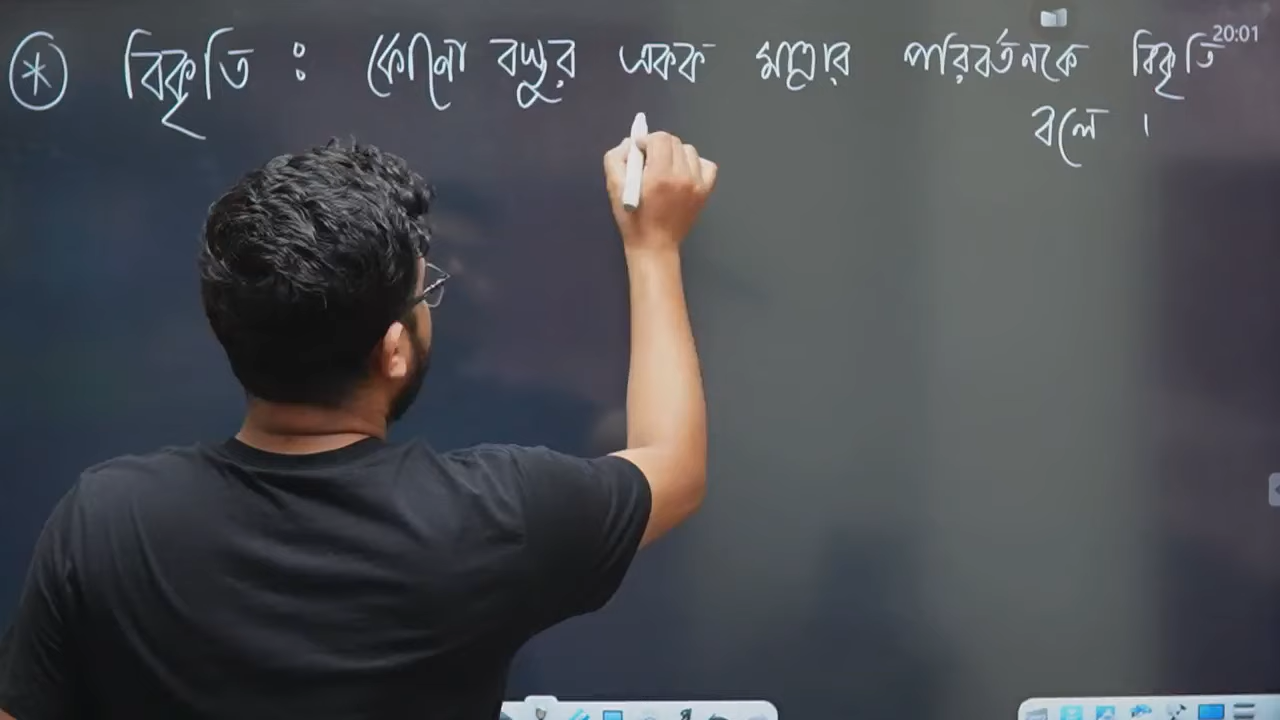 * বিকৃতি : কোনো বস্তুর একক মাত্রার পরিবর্তনকে বিকৃতি
বলে ।
20:01